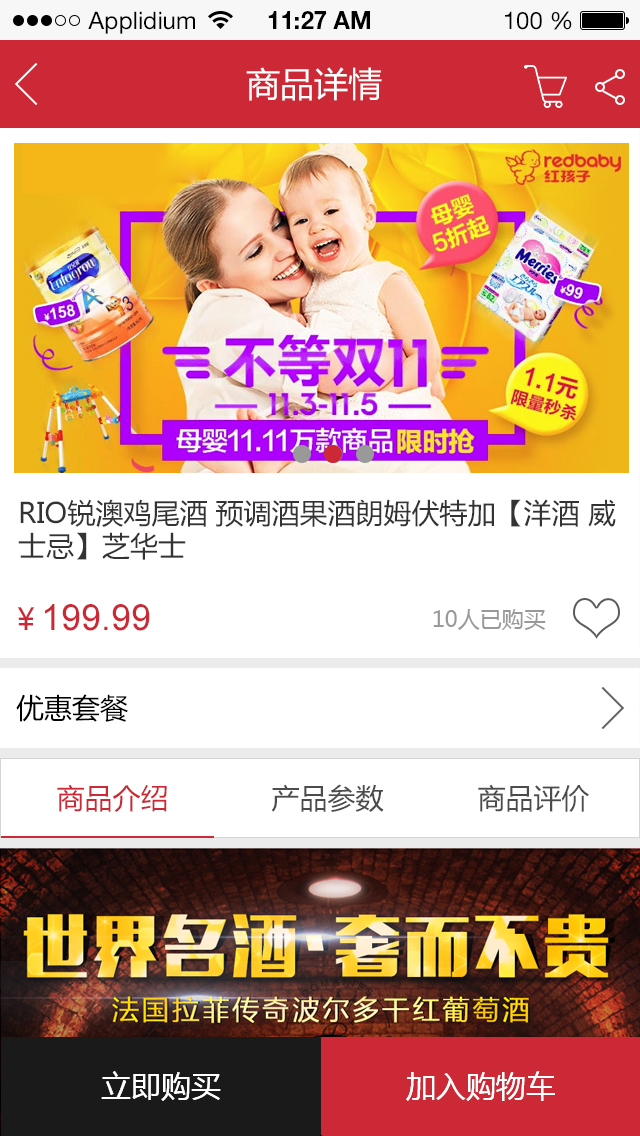 Applidium 11:27 AM 100 %
商品详情
redbaby
红孩子
母婴
5折起
Enfagrow
A+
3
¥158
Merries
¥99
不等双11
11.3-11.5
1.1元
限量秒杀
母婴11.11万款商品限时抢
RIO锐澳鸡尾酒 预调酒果酒朗姆伏特加【洋酒 威
士忌】芝华士
¥ 199.99 10人已购买
优惠套餐
商品介绍 产品参数 商品评价
世界名酒·奢而不贵
法国拉菲传奇波尔多干红葡萄酒
立即购买 加入购物车